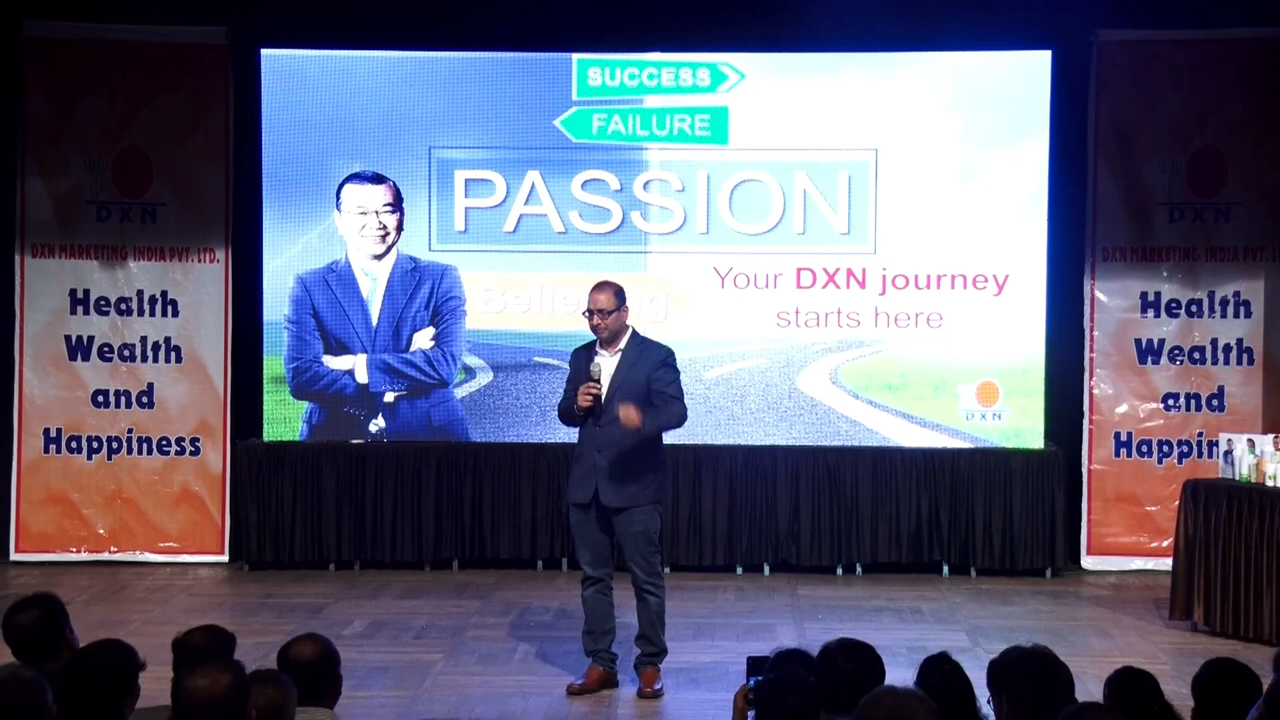 SUCCESS
FAILURE
PASSION
Believing
Your DXN journey
starts here
DXN
DXN
DXN MARKETING INDIA PVT. LTD.
Health
Wealth
and
Happiness
DXN
DXN MARKETING INDIA PVT.
Health
Wealth
and
Happin